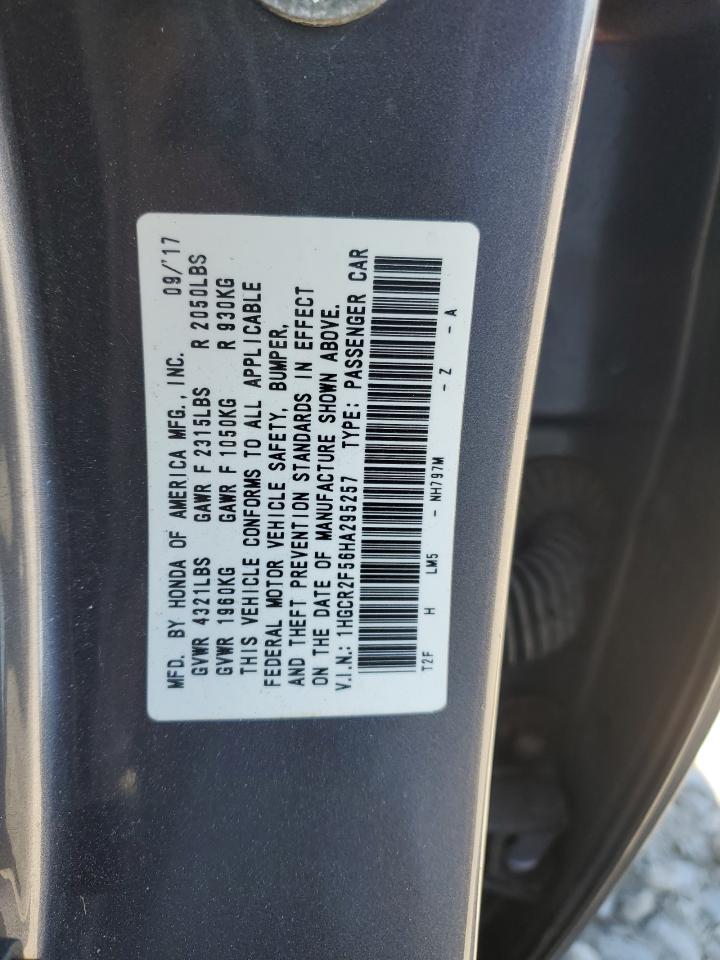 MFD. BY HONDA OF AMERICA MFG., INC. 09/'17
GVWR 4321LBS GAWR F 2315LBS R 2050LBS
GVWR 1960KG GAWR F 1050KG R 930KG
THIS VEHICLE CONFORMS TO ALL APPLICABLE
FEDERAL MOTOR VEHICLE SAFETY, BUMPER,
AND THEFT PREVENTION STANDARDS IN EFFECT
ON THE DATE OF MANUFACTURE SHOWN ABOVE.
V.I.N.: 1HGCR2F56HA295257 TYPE: PASSENGER CAR
T2F H LM5 - NH797M - Z - A